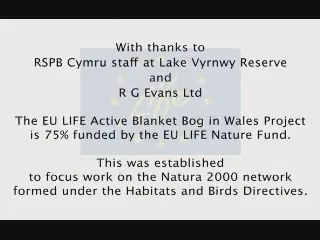 With thanks to
RSPB Cymru staff at Lake Vyrnwy Reserve
and
R G Evans Ltd
The EU LIFE Active Blanket Bog in Wales Project
is 75% funded by the EU LIFE Nature Fund.
This was established
to focus work on the Natura 2000 network
formed under the Habitats and Birds Directives.